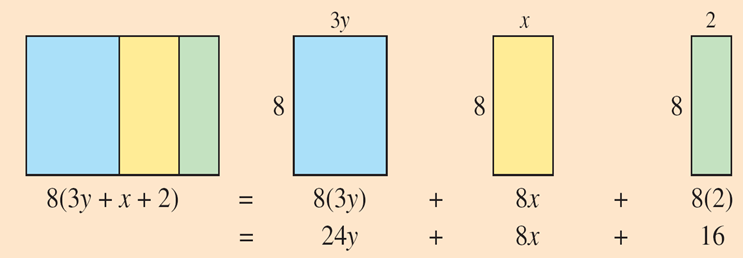 3y x 2
8 8 8
8(3y + x + 2) = 8(3y) + 8x + 8(2)
= 24y + 8x + 16